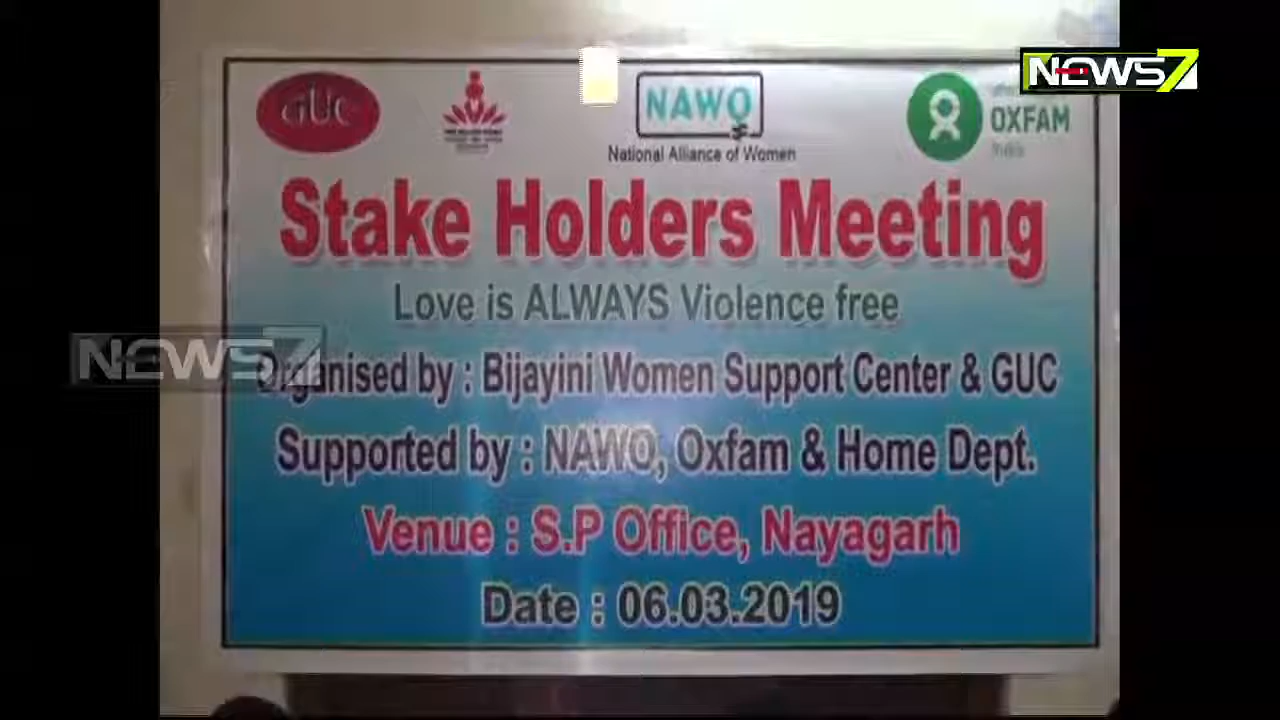 NEWS7
GUC
NAWO
National Alliance of Women
OXFAM
India
Stake Holders Meeting
Love is ALWAYS Violence free
NEWS7
Organised by : Bijayini Women Support Center & GUC
Supported by : NAWO, Oxfam & Home Dept.
Venue : S.P Office, Nayagarh
Date : 06.03.2019